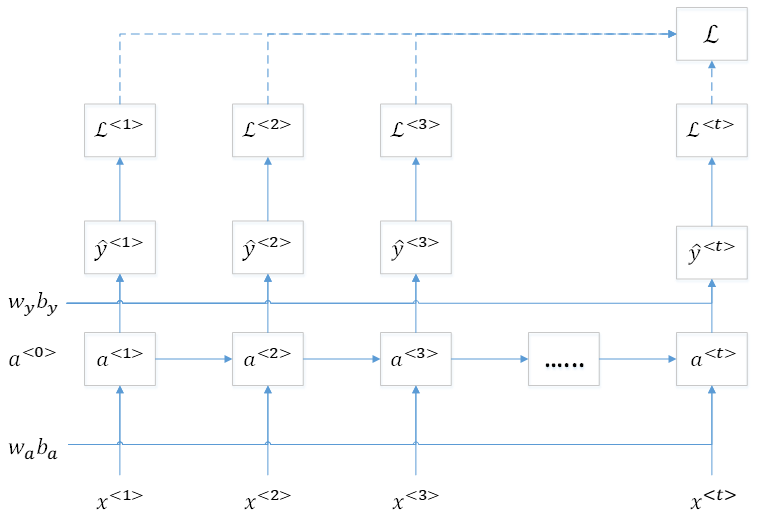 ℒ
ℒ<1> ℒ<2> ℒ<3> ℒ<t>
ŷ<1> ŷ<2> ŷ<3> ŷ<t>
w_y b_y
a<0> a<1> a<2> a<3> …… a<t>
w_a b_a
x<1> x<2> x<3> x<t>